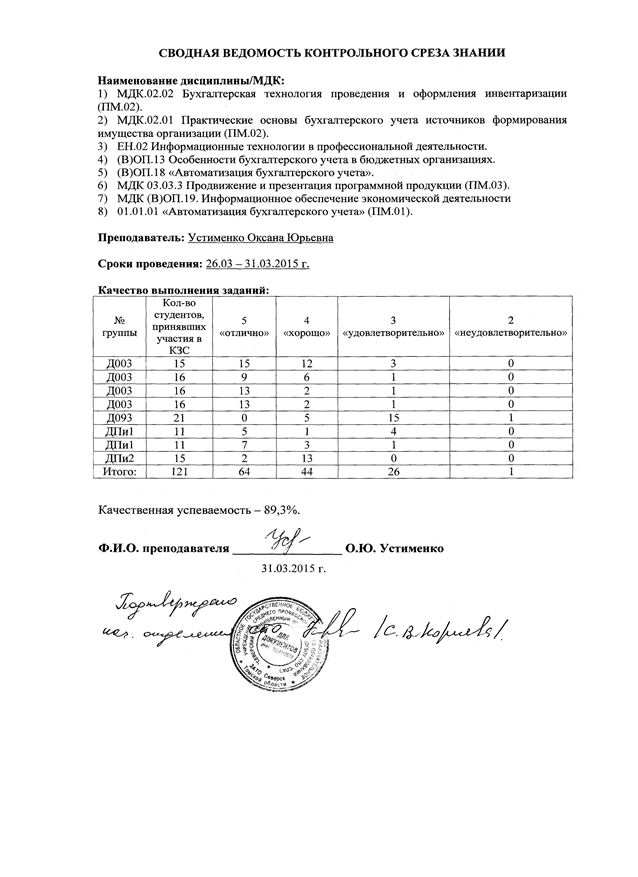 СВОДНАЯ ВЕДОМОСТЬ КОНТРОЛЬНОГО СРЕЗА ЗНАНИИ
Наименование дисциплины/МДК:
1) МДК.02.02 Бухгалтерская технология проведения и оформления инвентаризации
(ПМ.02).
2) МДК.02.01 Практические основы бухгалтерского учета источников формирования
имущества организации (ПМ.02).
3) ЕН.02 Информационные технологии в профессиональной деятельности.
4) (В)ОП.13 Особенности бухгалтерского учета в бюджетных организациях.
5) (В)ОП.18 «Автоматизация бухгалтерского учета».
6) МДК 03.03.3 Продвижение и презентация программной продукции (ПМ.03).
7) МДК (В)ОП.19. Информационное обеспечение экономической деятельности
8) 01.01.01 «Автоматизация бухгалтерского учета» (ПМ.01).
Преподаватель: Устименко Оксана Юрьевна
Сроки проведения: 26.03 – 31.03.2015 г.
Качество выполнения заданий:
№ группы Кол-во студентов, принявших участия в КЗС 5 «отлично» 4 «хорошо» 3 «удовлетворительно» 2 «неудовлетворительно»
Д003 15 15 12 3 0
Д003 16 9 6 1 0
Д003 16 13 2 1 0
Д003 16 13 2 1 0
Д093 21 0 5 15 1
ДПи1 11 5 1 4 0
ДПи1 11 7 3 1 0
ДПи2 15 2 13 0 0
Итого: 121 64 44 26 1
Качественная успеваемость – 89,3%.
Ф.И.О. преподавателя О.Ю. Устименко
31.03.2015 г.
Подтверждаю
отделением
ДЛЯ
ДОКУМЕНТОВ
ЗАТО Северск
Томской области